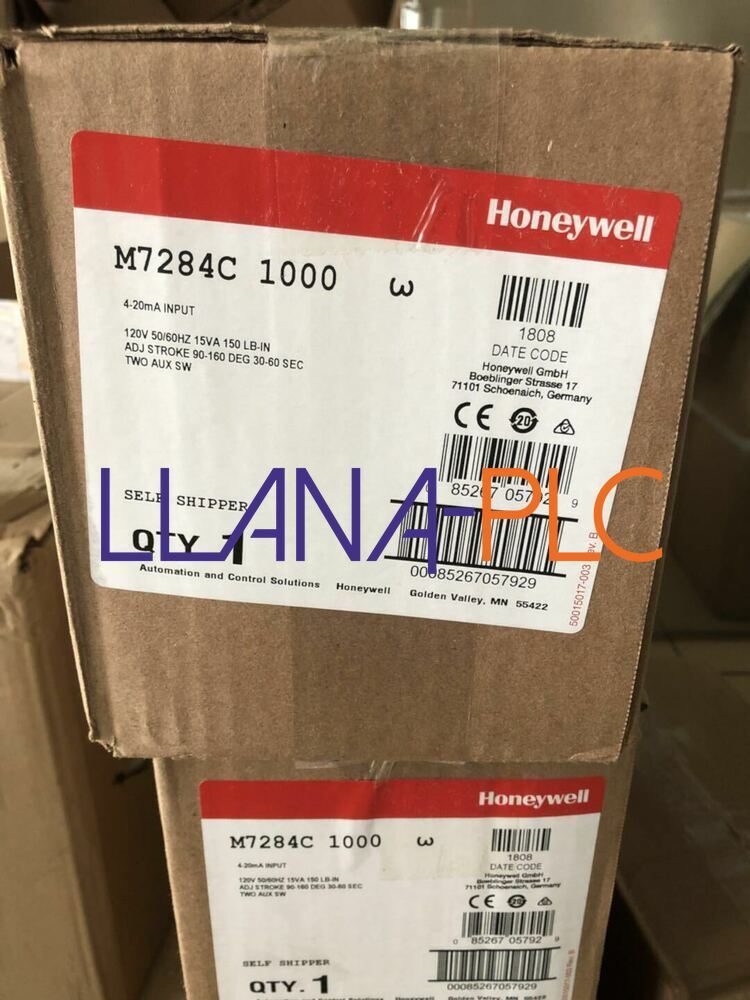 Honeywell
M7284C 1000 ω
4-20mA INPUT
120V 50/60HZ 15VA 150 LB-IN
ADJ STROKE 90-160 DEG 30-60 SEC
TWO AUX SW
1808
DATE CODE
Honeywell GmbH
Boeblinger Strasse 17
71101 Schoenaich, Germany
CE 20
85267 05792 9
SELF SHIPPER
LLANA-PLC
QTY. 1
00085267057929
Automation and Control Solutions Honeywell Golden Valley, MN 55422
50015017-003 Rev. B
Honeywell
M7284C 1000 ω
4-20mA INPUT
120V 50/60HZ 15VA 150 LB-IN
ADJ STROKE 90-160 DEG 30-60 SEC
TWO AUX SW
1808
DATE CODE
Honeywell GmbH
Boeblinger Strasse 17
71101 Schoenaich, Germany
CE 20
0 85267 05792 9
SELF SHIPPER
QTY. 1
00085267057929